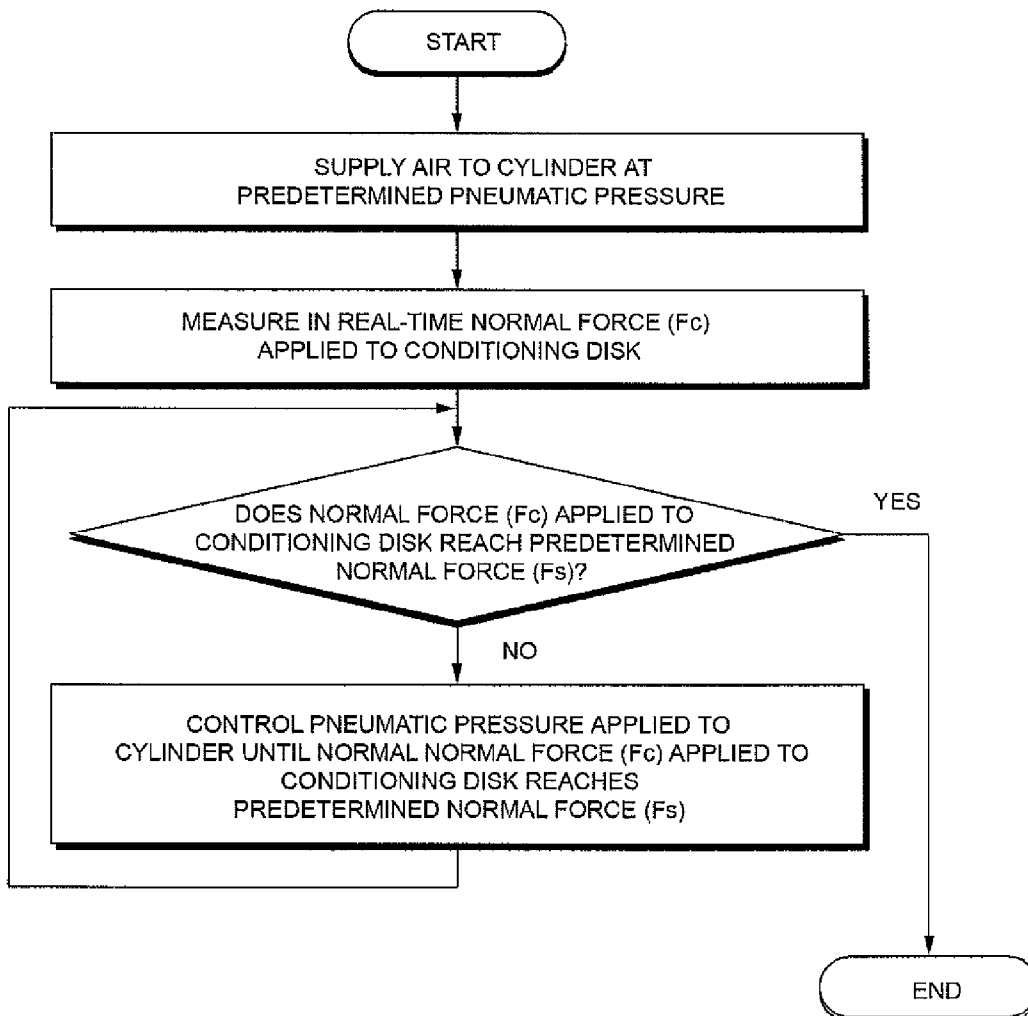 START
SUPPLY AIR TO CYLINDER AT
PREDETERMINED PNEUMATIC PRESSURE
MEASURE IN REAL-TIME NORMAL FORCE (Fc)
APPLIED TO CONDITIONING DISK
DOES NORMAL FORCE (Fc) APPLIED TO
CONDITIONING DISK REACH PREDETERMINED
NORMAL FORCE (Fs)?
YES
NO
CONTROL PNEUMATIC PRESSURE APPLIED TO
CYLINDER UNTIL NORMAL NORMAL FORCE (Fc) APPLIED TO
CONDITIONING DISK REACHES
PREDETERMINED NORMAL FORCE (Fs)
END